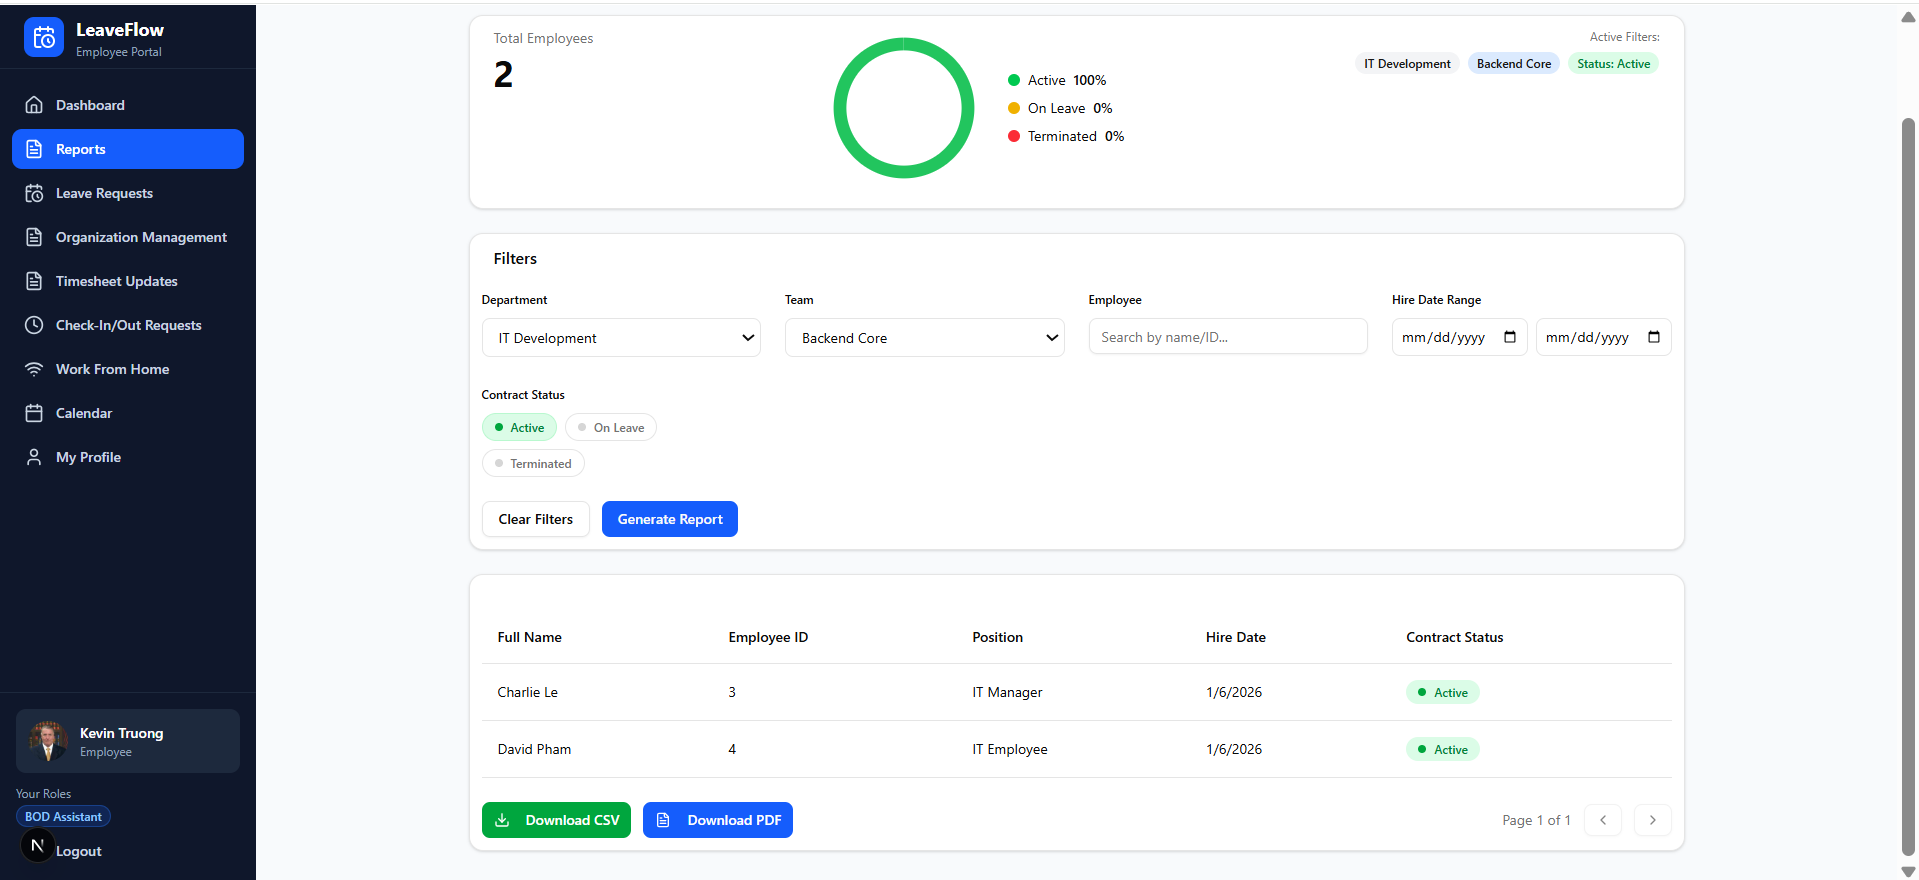 LeaveFlow
Employee Portal
Dashboard
Reports
Leave Requests
Organization Management
Timesheet Updates
Check-In/Out Requests
Work From Home
Calendar
My Profile
Kevin Truong
Employee
Your Roles
BOD Assistant
N
Logout
Total Employees
2
Active 100%
On Leave 0%
Terminated 0%
Active Filters:
IT Development Backend Core Status: Active
Filters
Department Team Employee Hire Date Range
IT Development Backend Core Search by name/ID... mm/dd/yyyy mm/dd/yyyy
Contract Status
Active On Leave
Terminated
Clear Filters Generate Report
Full Name Employee ID Position Hire Date Contract Status
Charlie Le 3 IT Manager 1/6/2026 Active
David Pham 4 IT Employee 1/6/2026 Active
Download CSV Download PDF Page 1 of 1